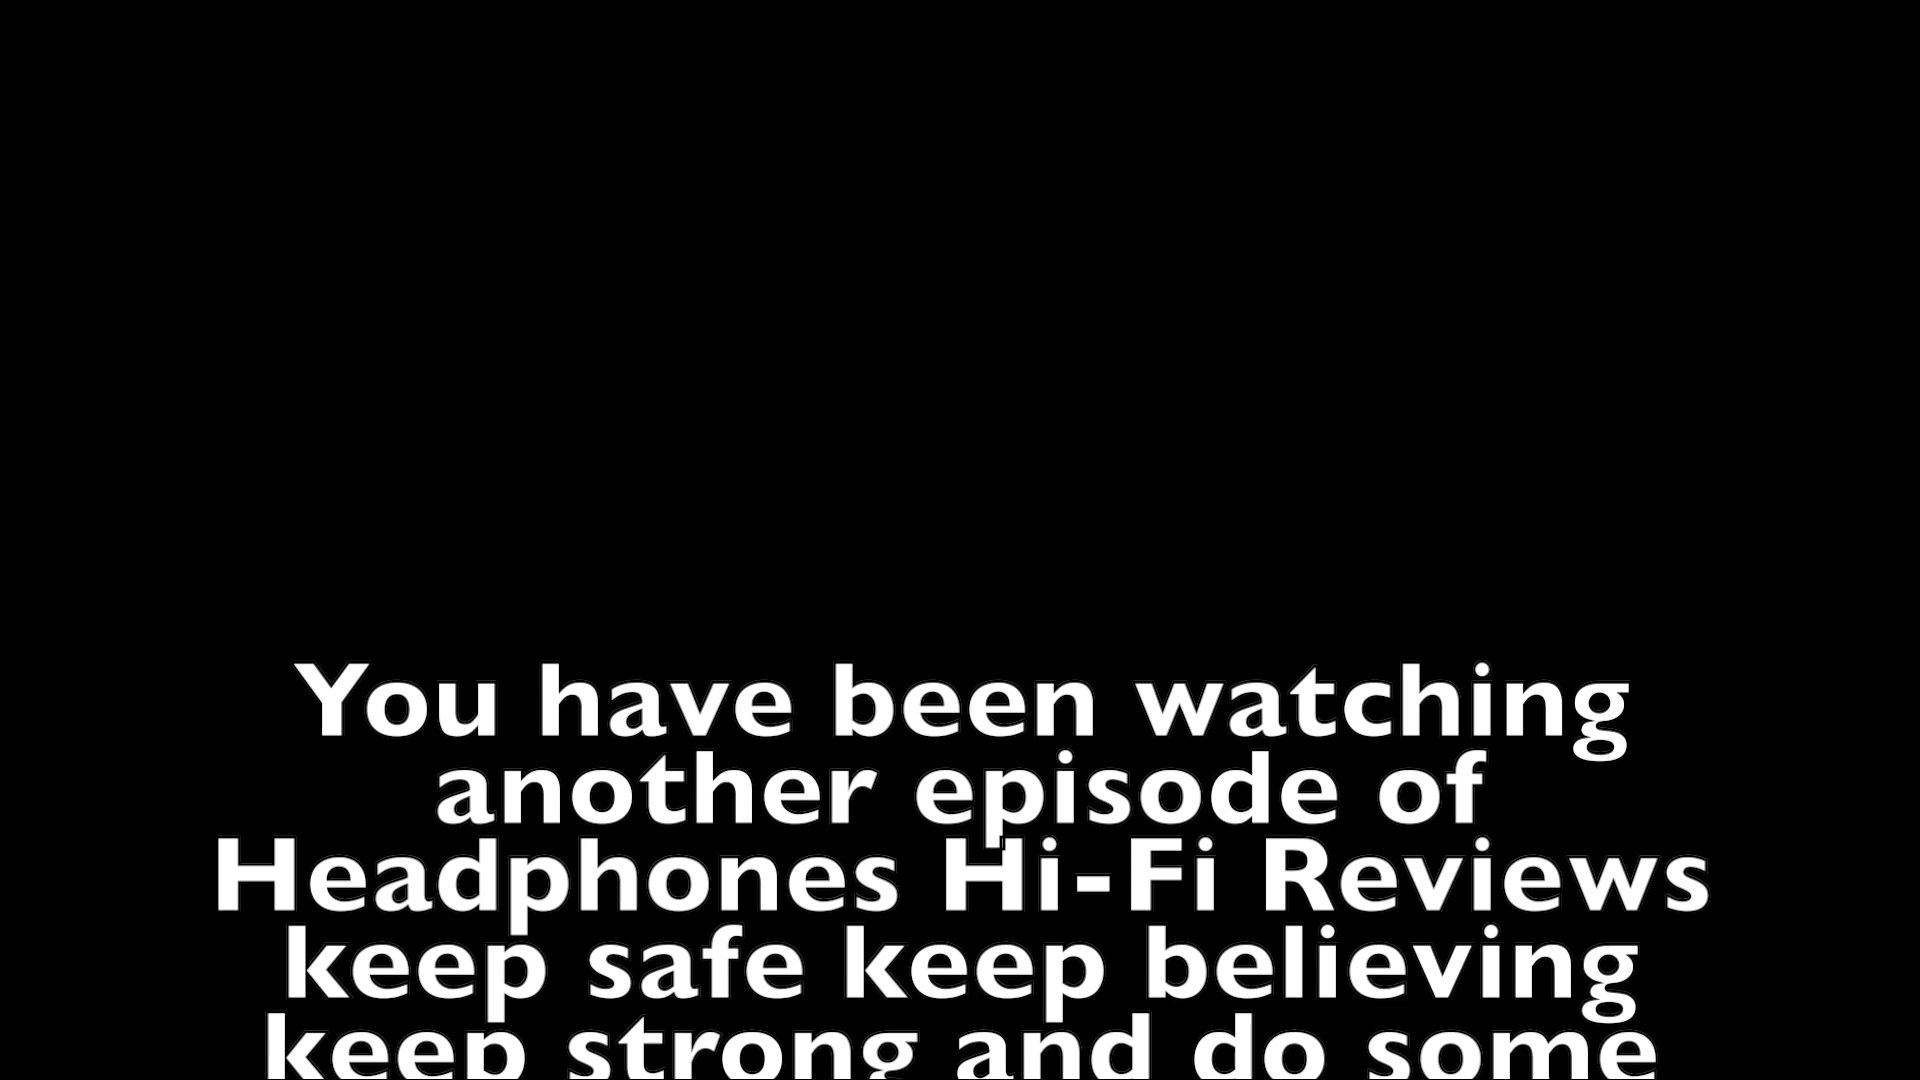 You have been watching
another episode of
Headphones Hi-Fi Reviews
keep safe keep believing
keep strong and do some